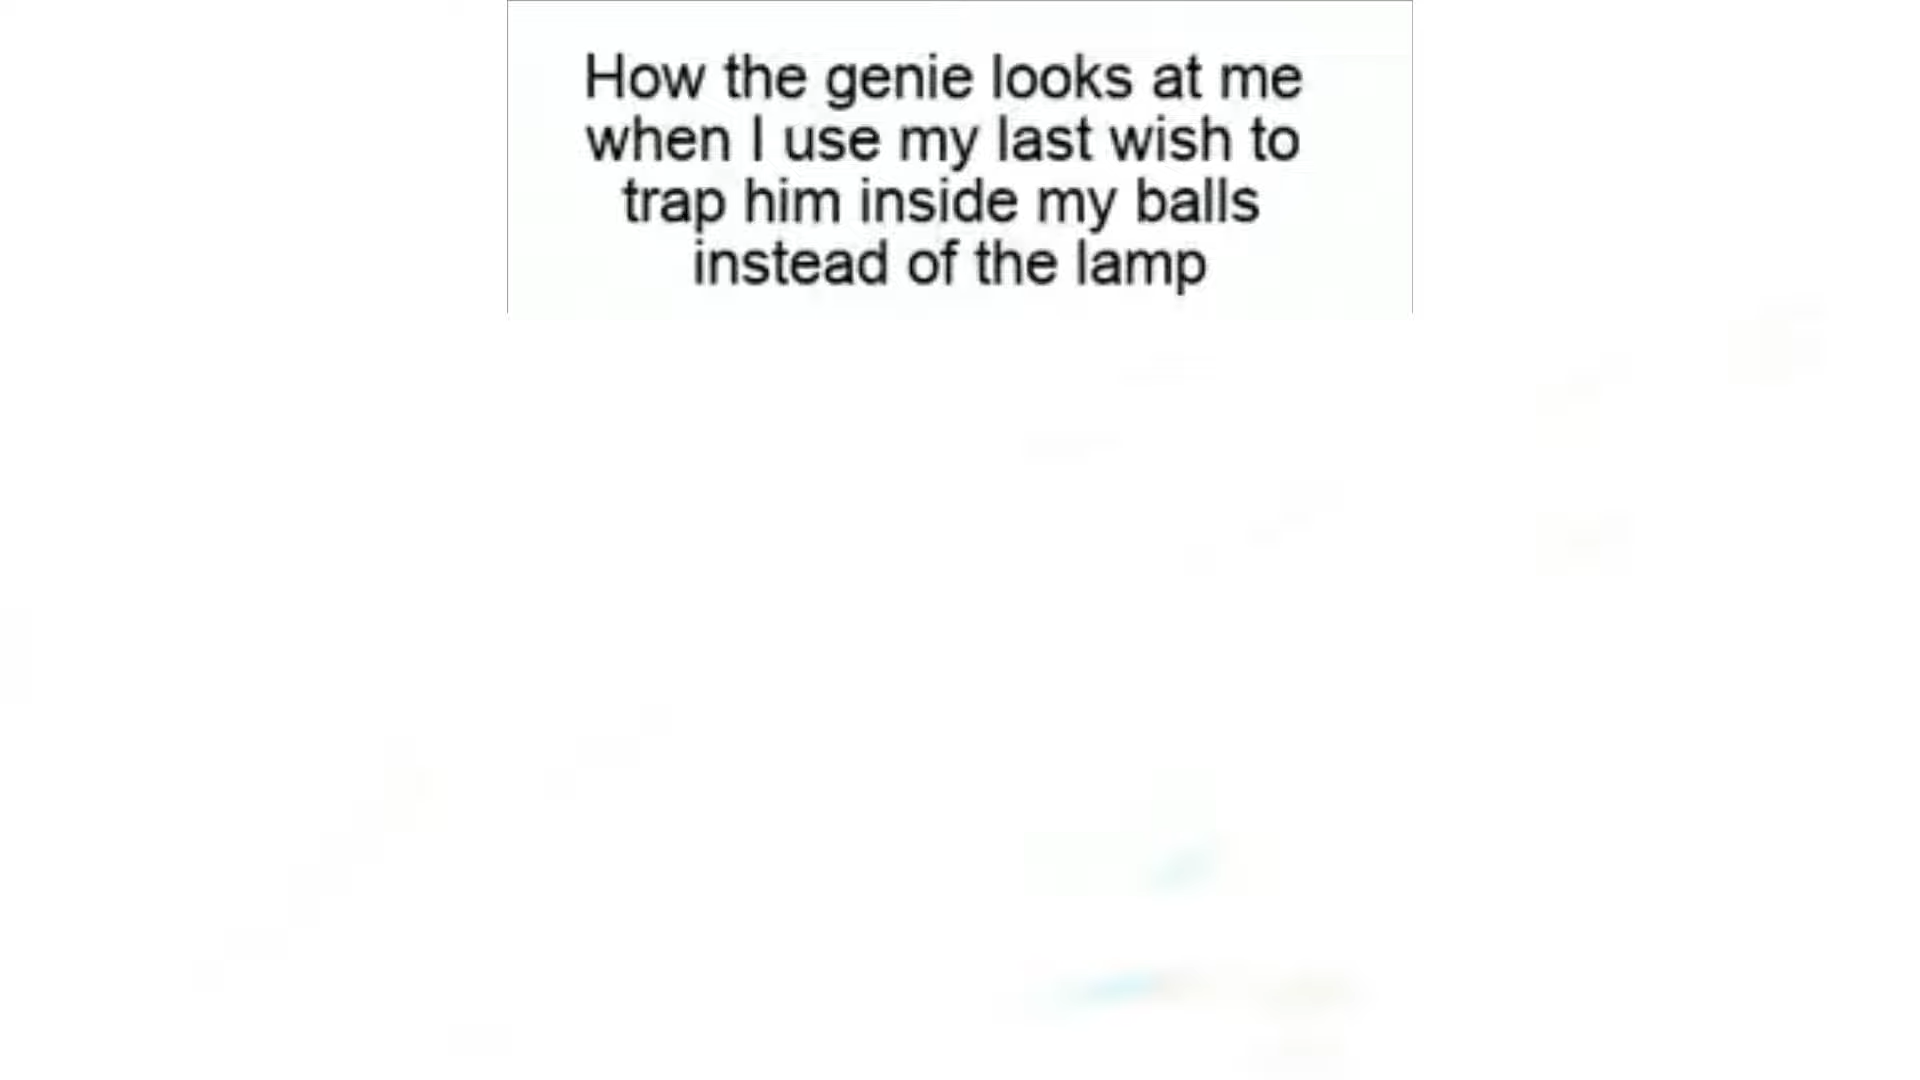 How the genie looks at me
when I use my last wish to
trap him inside my balls
instead of the lamp